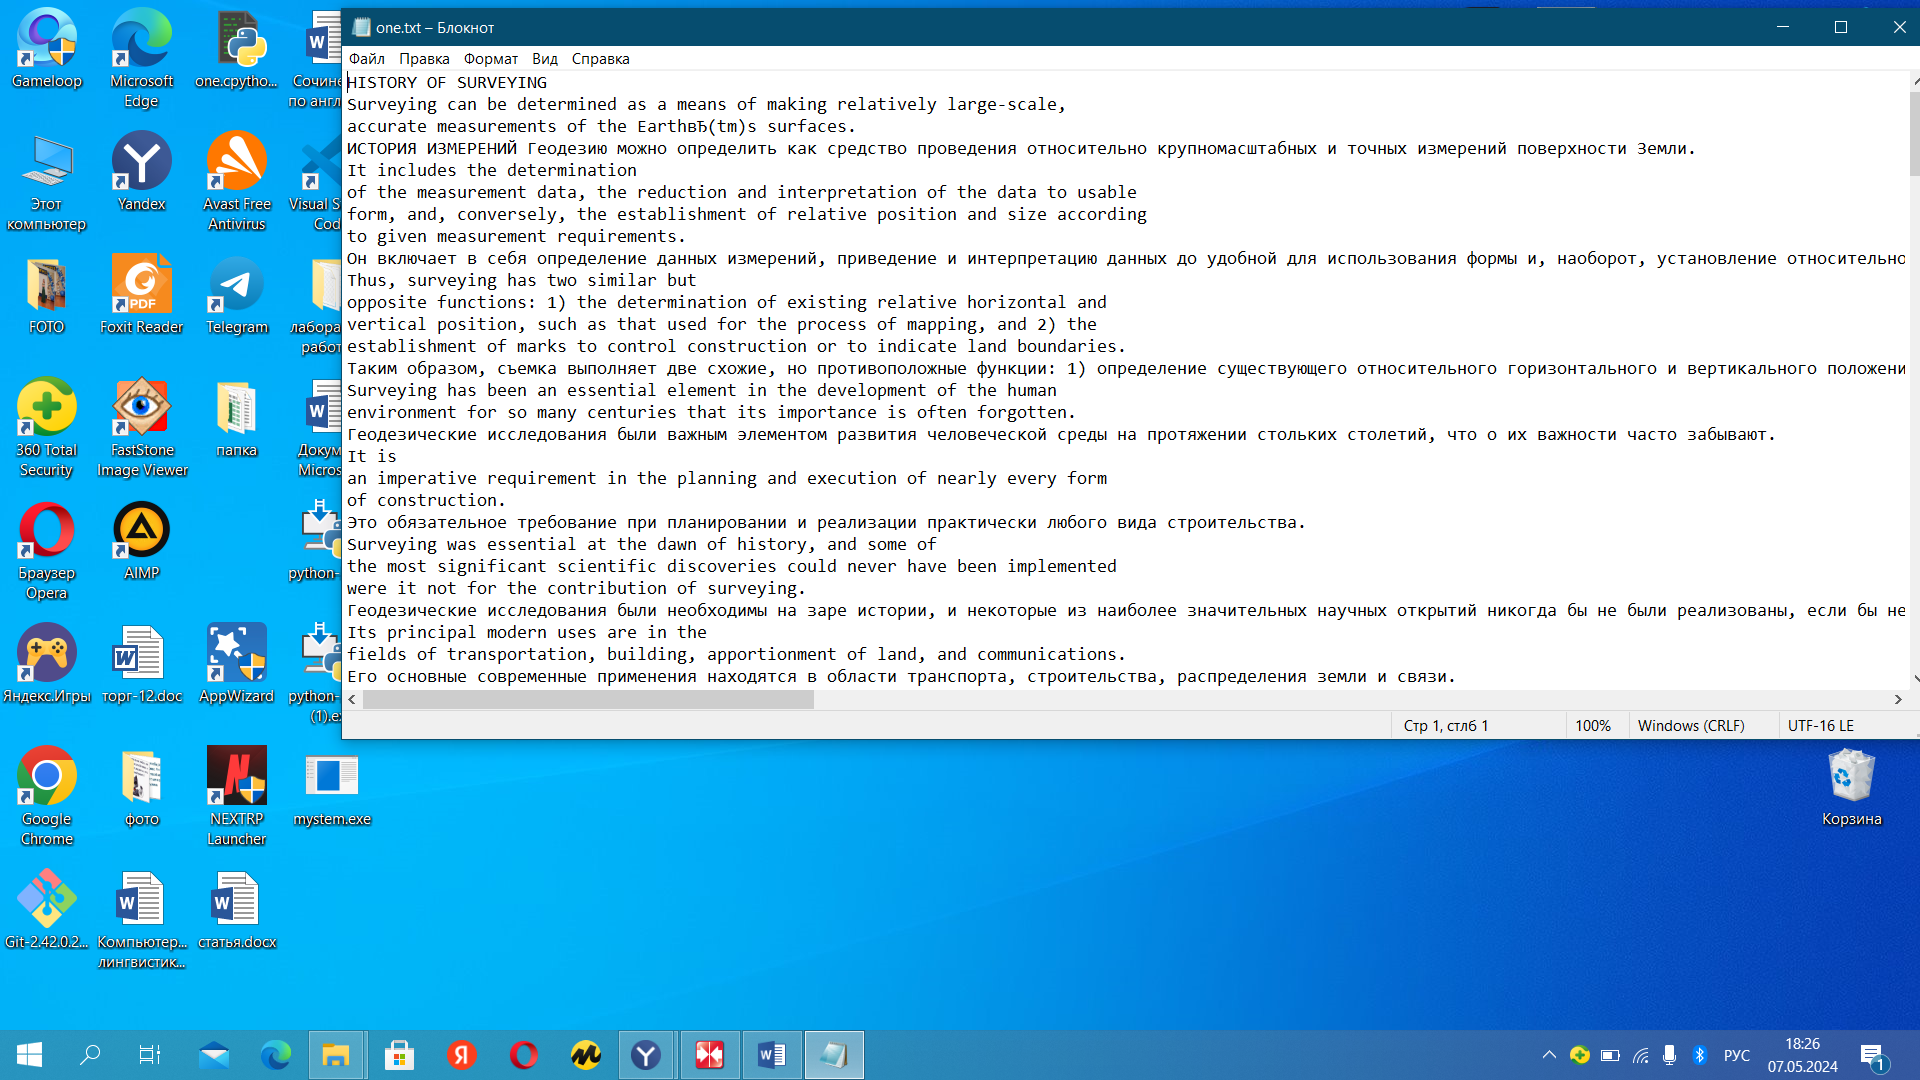 one.txt – Блокнот
Файл Правка Формат Вид Справка
HISTORY OF SURVEYING
Surveying can be determined as a means of making relatively large-scale,
accurate measurements of the EarthвЂ(tm)s surfaces.
ИСТОРИЯ ИЗМЕРЕНИЙ Геодезию можно определить как средство проведения относительно крупномасштабных и точных измерений поверхности Земли.
It includes the determination
of the measurement data, the reduction and interpretation of the data to usable
form, and, conversely, the establishment of relative position and size according
to given measurement requirements.
Он включает в себя определение данных измерений, приведение и интерпретацию данных до удобной для использования формы и, наоборот, установление относительно
Thus, surveying has two similar but
opposite functions: 1) the determination of existing relative horizontal and
vertical position, such as that used for the process of mapping, and 2) the
establishment of marks to control construction or to indicate land boundaries.
Таким образом, съемка выполняет две схожие, но противоположные функции: 1) определение существующего относительного горизонтального и вертикального положени
Surveying has been an essential element in the development of the human
environment for so many centuries that its importance is often forgotten.
Геодезические исследования были важным элементом развития человеческой среды на протяжении стольких столетий, что о их важности часто забывают.
It is
an imperative requirement in the planning and execution of nearly every form
of construction.
Это обязательное требование при планировании и реализации практически любого вида строительства.
Surveying was essential at the dawn of history, and some of
the most significant scientific discoveries could never have been implemented
were it not for the contribution of surveying.
Геодезические исследования были необходимы на заре истории, и некоторые из наиболее значительных научных открытий никогда бы не были реализованы, если бы не
Its principal modern uses are in the
fields of transportation, building, apportionment of land, and communications.
Его основные современные применения находятся в области транспорта, строительства, распределения земли и связи.
Стр 1, стлб 1 100% Windows (CRLF) UTF-16 LE
Gameloop
Microsoft
Edge
one.cpytho...
Сочине
по англ
Этот
компьютер
Yandex
Avast Free
Antivirus
Visual S
Cod
FOTO
PDF
Foxit Reader
Telegram
лабора
работ
360 Total
Security
FastStone
Image Viewer
папка
Докум
Micros
Браузер
Opera
AIMP
python-
Яндекс.Игры
торг-12.doc
AppWizard
python-
(1).ex
Google
Chrome
фото
NEXTRP
Launcher
mystem.exe
Корзина
Git-2.42.0.2...
Компьютер...
лингвистик...
статья.docx
РУС
18:26
07.05.2024
1